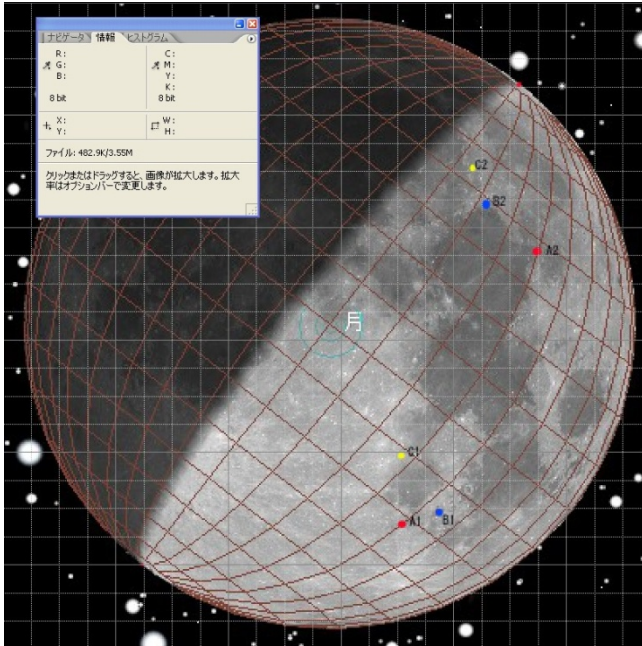 ナビゲータ 情報 ヒストグラム
R: C:
G: M:
B: Y:
K:
8 bit 8 bit
X: W:
Y: H:
ファイル: 482.9K/3.55M
クリックまたはドラッグすると、画像が拡大します。拡大
率はオプションバーで変更します。
C2
B2
A2
月
C1
B1
A1